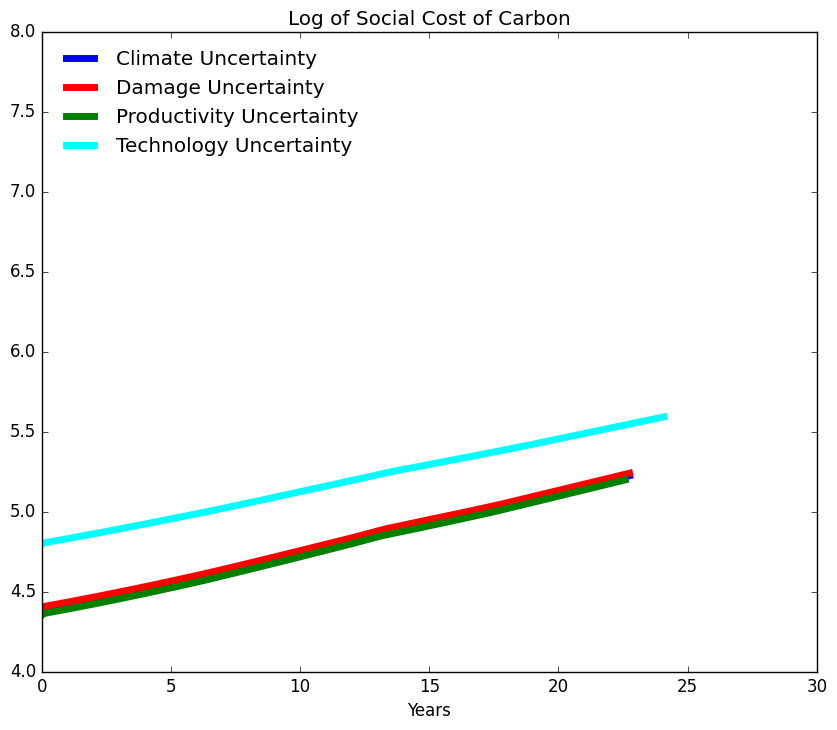 Log of Social Cost of Carbon
8.0
Climate Uncertainty
Damage Uncertainty
7.5
Productivity Uncertainty
Technology Uncertainty
7.0
6.5
6.0
5.5
5.0
4.5
4.0
0 5 10 15 20 25 30
Years